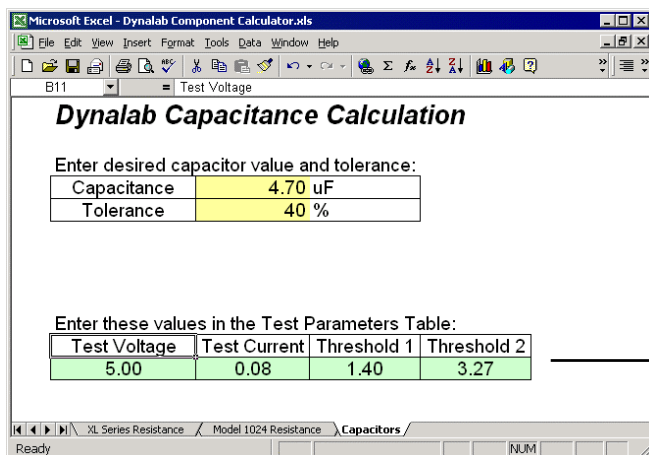 Microsoft Excel - Dynalab Component Calculator.xls
File Edit View Insert Format Tools Data Window Help
B11 = Test Voltage
Dynalab Capacitance Calculation
Enter desired capacitor value and tolerance:
Capacitance 4.70 uF
Tolerance 40 %
Enter these values in the Test Parameters Table:
Test Voltage Test Current Threshold 1 Threshold 2
5.00 0.08 1.40 3.27
XL Series Resistance Model 1024 Resistance Capacitors
Ready NUM